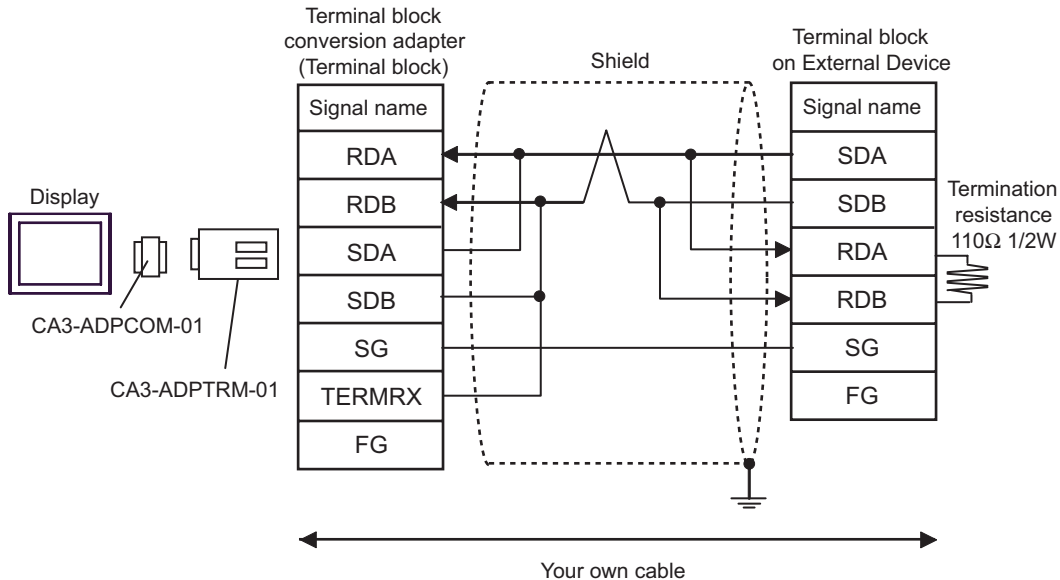 Terminal block
conversion adapter
(Terminal block)
Shield
Terminal block
on External Device
Signal name
RDA
RDB
SDA
SDB
SG
TERMRX
FG
Signal name
SDA
SDB
RDA
RDB
SG
FG
Display
CA3-ADPCOM-01
CA3-ADPTRM-01
Termination
resistance
110Ω 1/2W
Your own cable